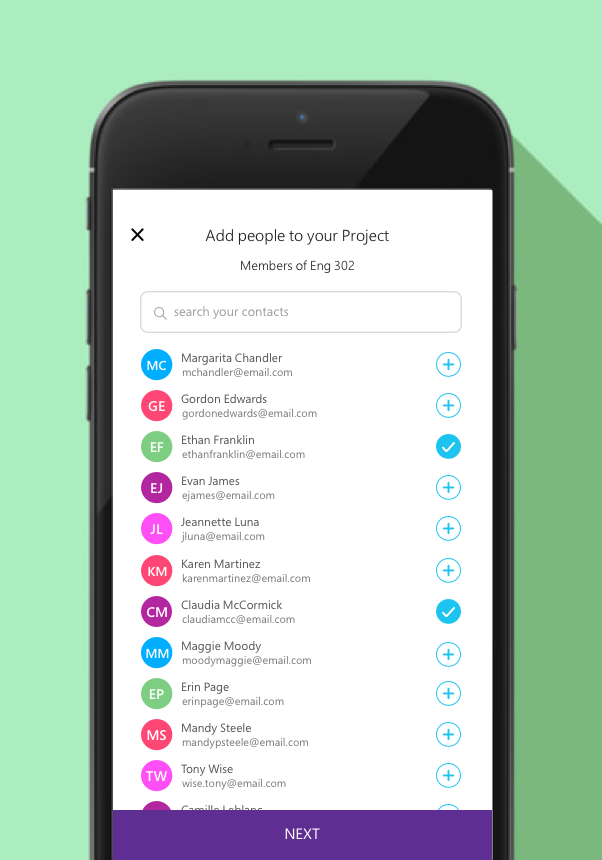 Add people to your Project
Members of Eng 302
search your contacts
MC Margarita Chandler
mchandler@email.com
GE Gordon Edwards
gordonedwards@email.com
EF Ethan Franklin
ethanfranklin@email.com
EJ Evan James
ejames@email.com
JL Jeannette Luna
jluna@email.com
KM Karen Martinez
karenmartinez@email.com
CM Claudia McCormick
claudiamcc@email.com
MM Maggie Moody
moodymaggie@email.com
EP Erin Page
erinpage@email.com
MS Mandy Steele
mandypsteele@email.com
TW Tony Wise
wise.tony@email.com
Camille Leblanc
NEXT